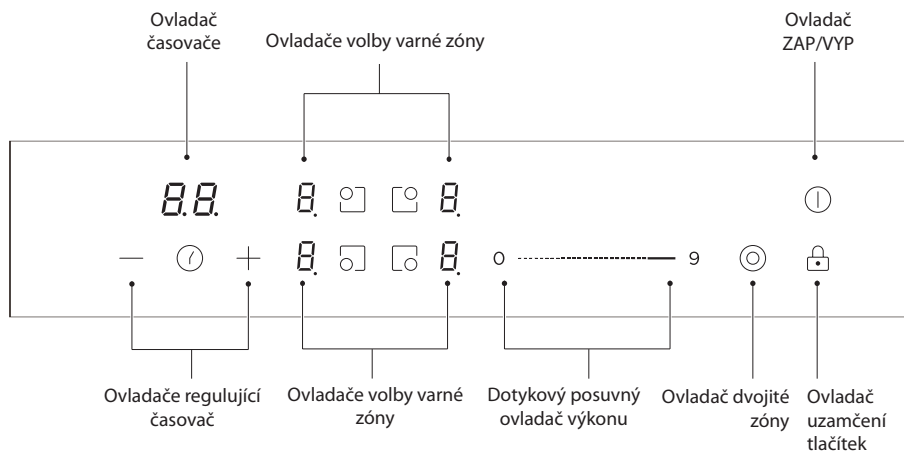 Ovladač
časovače
Ovladače volby varné zóny
Ovladač
ZAP/VYP
8.8.
8.
8.
8.
8.
0
9
Ovladače regulující
časovač
Ovladače volby varné
zóny
Dotykový posuvný
ovladač výkonu
Ovladač dvojité
zóny
Ovladač
uzamčení
tlačítek